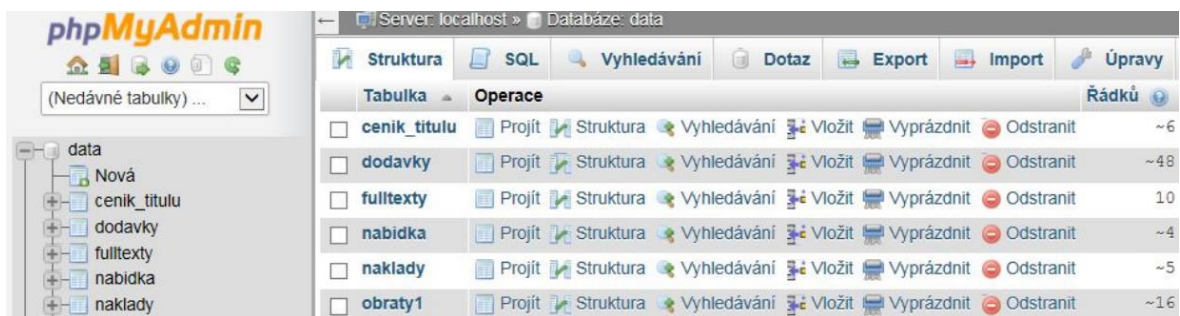 phpMyAdmin
(Nedávné tabulky) ...
data
Nová
cenik_titulu
dodavky
fulltexty
nabidka
naklady
Server: localhost » Databáze: data
Struktura SQL Vyhledávání Dotaz Export Import Úpravy
Tabulka Operace Řádků
cenik_titulu Projít Struktura Vyhledávání Vložit Vyprázdnit Odstranit ~6
dodavky Projít Struktura Vyhledávání Vložit Vyprázdnit Odstranit ~48
fulltexty Projít Struktura Vyhledávání Vložit Vyprázdnit Odstranit 10
nabidka Projít Struktura Vyhledávání Vložit Vyprázdnit Odstranit ~4
naklady Projít Struktura Vyhledávání Vložit Vyprázdnit Odstranit ~5
obraty1 Projít Struktura Vyhledávání Vložit Vyprázdnit Odstranit ~16